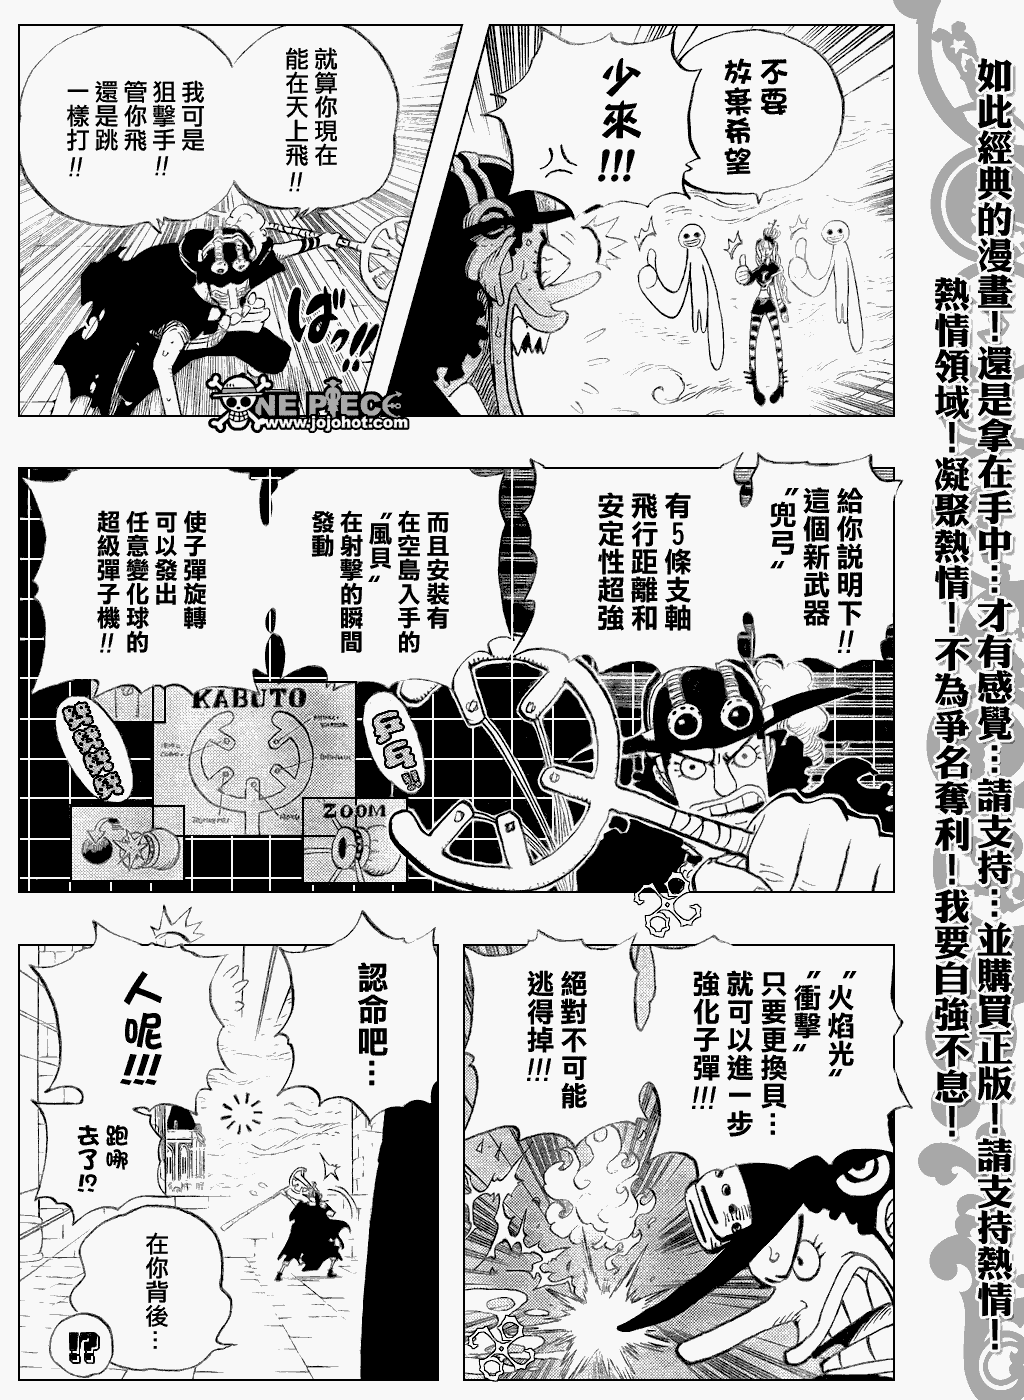 不要
放棄希望
少來!!!
就算你現在
能在天上飛!!
我可是
狙擊手!!
管你飛
還是跳
一樣打!!
ばっ!!
ONE PIECE
www.jojohot.com
給你説明下!!
這個新武器
"兜弓"
有5條支軸
飛行距離和
安定性超強
而且安裝有
在空島入手的
"風貝"
在射擊的瞬間
發動
使子彈旋轉
可以發出
任意變化球的
超級彈子機!!
乒乓!!
KABUTO
ZOOM
"火焰光"
"衝擊"
只要更換貝…
就可以進一步
強化子彈!!!
絕對不可能
逃得掉!!!
認命吧…
人呢!!!
跑哪
去了!?
在你背後…
!?
如此經典的漫畫!還是拿在手中…才有感覺…請支持…並購買正版!請支持熱情!
熱情領域!凝聚熱情!不為爭名奪利!我要自強不息!